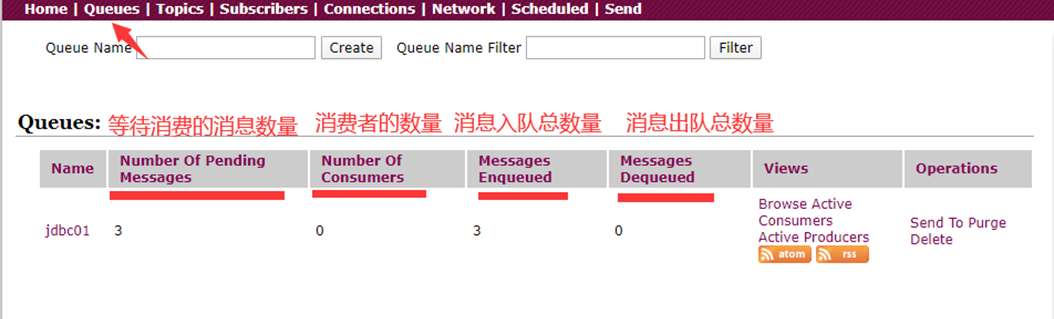 Home | Queues | Topics | Subscribers | Connections | Network | Scheduled | Send
Queue Name Create Queue Name Filter Filter
Queues: 等待消费的消息数量 消费者的数量 消息入队总数量 消息出队总数量
Name Number Of Pending Messages Number Of Consumers Messages Enqueued Messages Dequeued Views Operations
jdbc01 3 0 3 0
Browse Active
Consumers
Active Producers
atom rss
Send To Purge
Delete